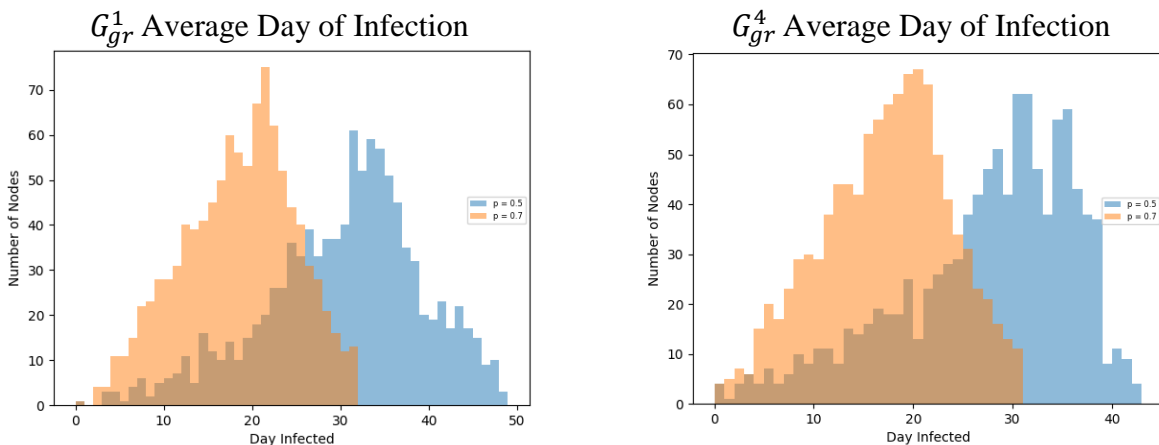 G_gr^1 Average Day of Infection
70
60
50
40
30
20
10
0
Number of Nodes
0 10 20 30 40 50
Day Infected
p = 0.5
p = 0.7
G_gr^4 Average Day of Infection
70
60
50
40
30
20
10
0
Number of Nodes
0 10 20 30 40
Day Infected
p = 0.5
p = 0.7